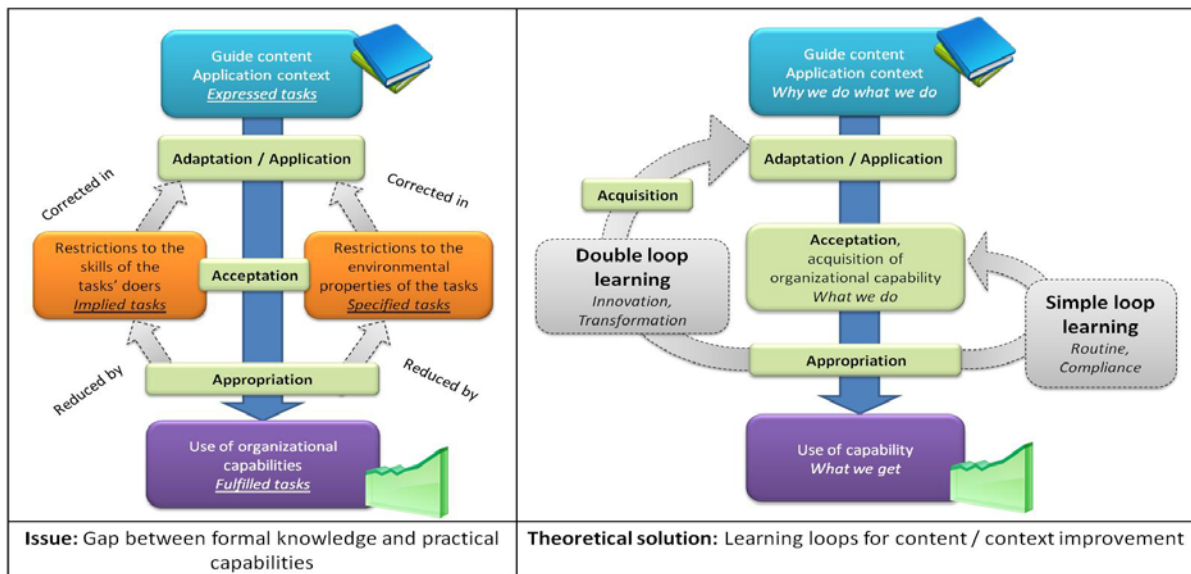 Guide content
Application context
Expressed tasks
Adaptation / Application
Corrected in
Corrected in
Restrictions to the
skills of the
tasks' doers
Implied tasks
Acceptation
Restrictions to the
environmental
properties of the tasks
Specified tasks
Reduced by
Reduced by
Appropriation
Use of organizational
capabilities
Fulfilled tasks
Issue: Gap between formal knowledge and practical
capabilities
Guide content
Application context
Why we do what we do
Adaptation / Application
Acquisition
Double loop
learning
Innovation,
Transformation
Acceptation,
acquisition of
organizational capability
What we do
Simple loop
learning
Routine,
Compliance
Appropriation
Use of capability
What we get
Theoretical solution: Learning loops for content / context improvement